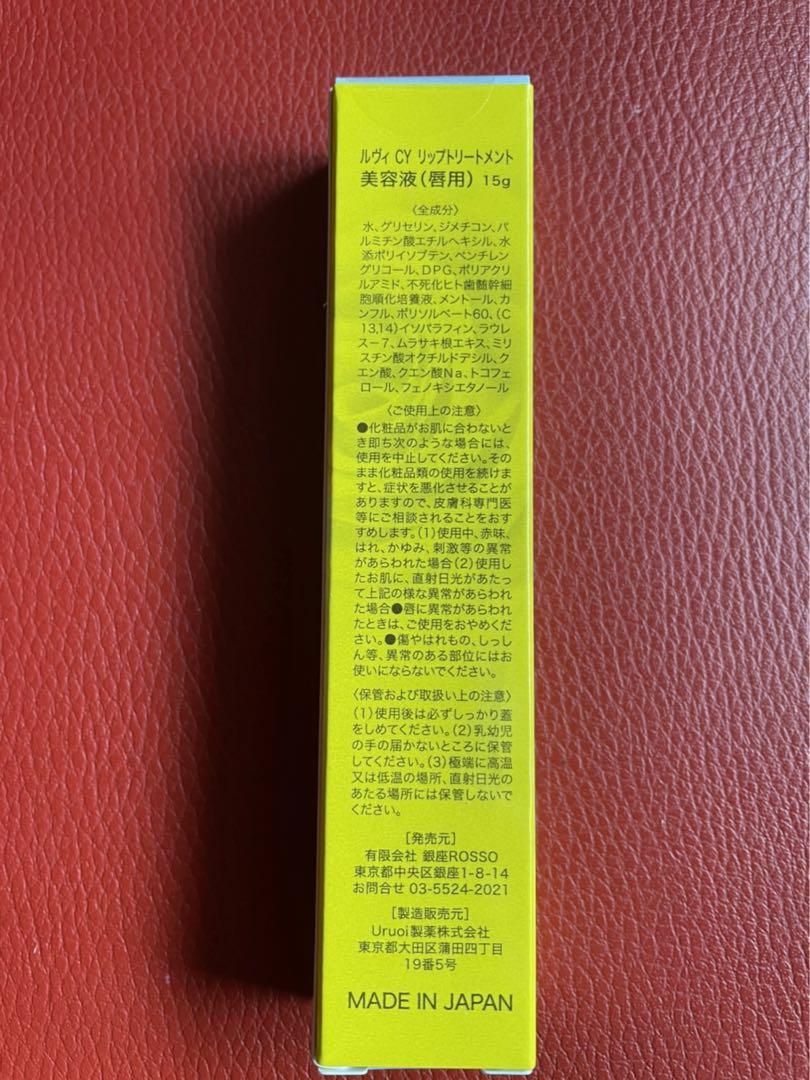 ルヴィ CY リップトリートメント
美容液(唇用) 15g
〈全成分〉
水、グリセリン、ジメチコン、パ
ルミチン酸エチルヘキシル、水
添ポリイソブテン、ペンチレン
グリコール、DPG、ポリアクリ
ルアミド、不死化ヒト歯髄幹細
胞順化培養液、メントール、カ
ンフル、ポリソルベート60、(C
13,14)イソパラフィン、ラウレ
ス－7、ムラサキ根エキス、ミリ
スチン酸オクチルドデシル、ク
エン酸、クエン酸Na、トコフェ
ロール、フェノキシエタノール
〈ご使用上の注意〉
●化粧品がお肌に合わないと
き即ち次のような場合には、
使用を中止してください。その
まま化粧品類の使用を続けま
すと、症状を悪化させることが
ありますので、皮膚科専門医
等にご相談されることをおす
すめします。(1)使用中、赤味、
はれ、かゆみ、刺激等の異常
があらわれた場合(2)使用し
たお肌に、直射日光があたっ
て上記の様な異常があらわれ
た場合●唇に異常があらわれ
たときは、ご使用をおやめくだ
さい。●傷やはれもの、しっし
ん等、異常のある部位にはお
使いにならないでください。
〈保管および取扱い上の注意〉
(1)使用後は必ずしっかり蓋
をしめてください。(2)乳幼児
の手の届かないところに保管
してください。(3)極端に高温
又は低温の場所、直射日光の
あたる場所には保管しないで
ください。
[発売元]
有限会社 銀座ROSSO
東京都中央区銀座1-8-14
お問合せ 03-5524-2021
[製造販売元]
Uruoi製薬株式会社
東京都大田区蒲田四丁目
19番5号
MADE IN JAPAN